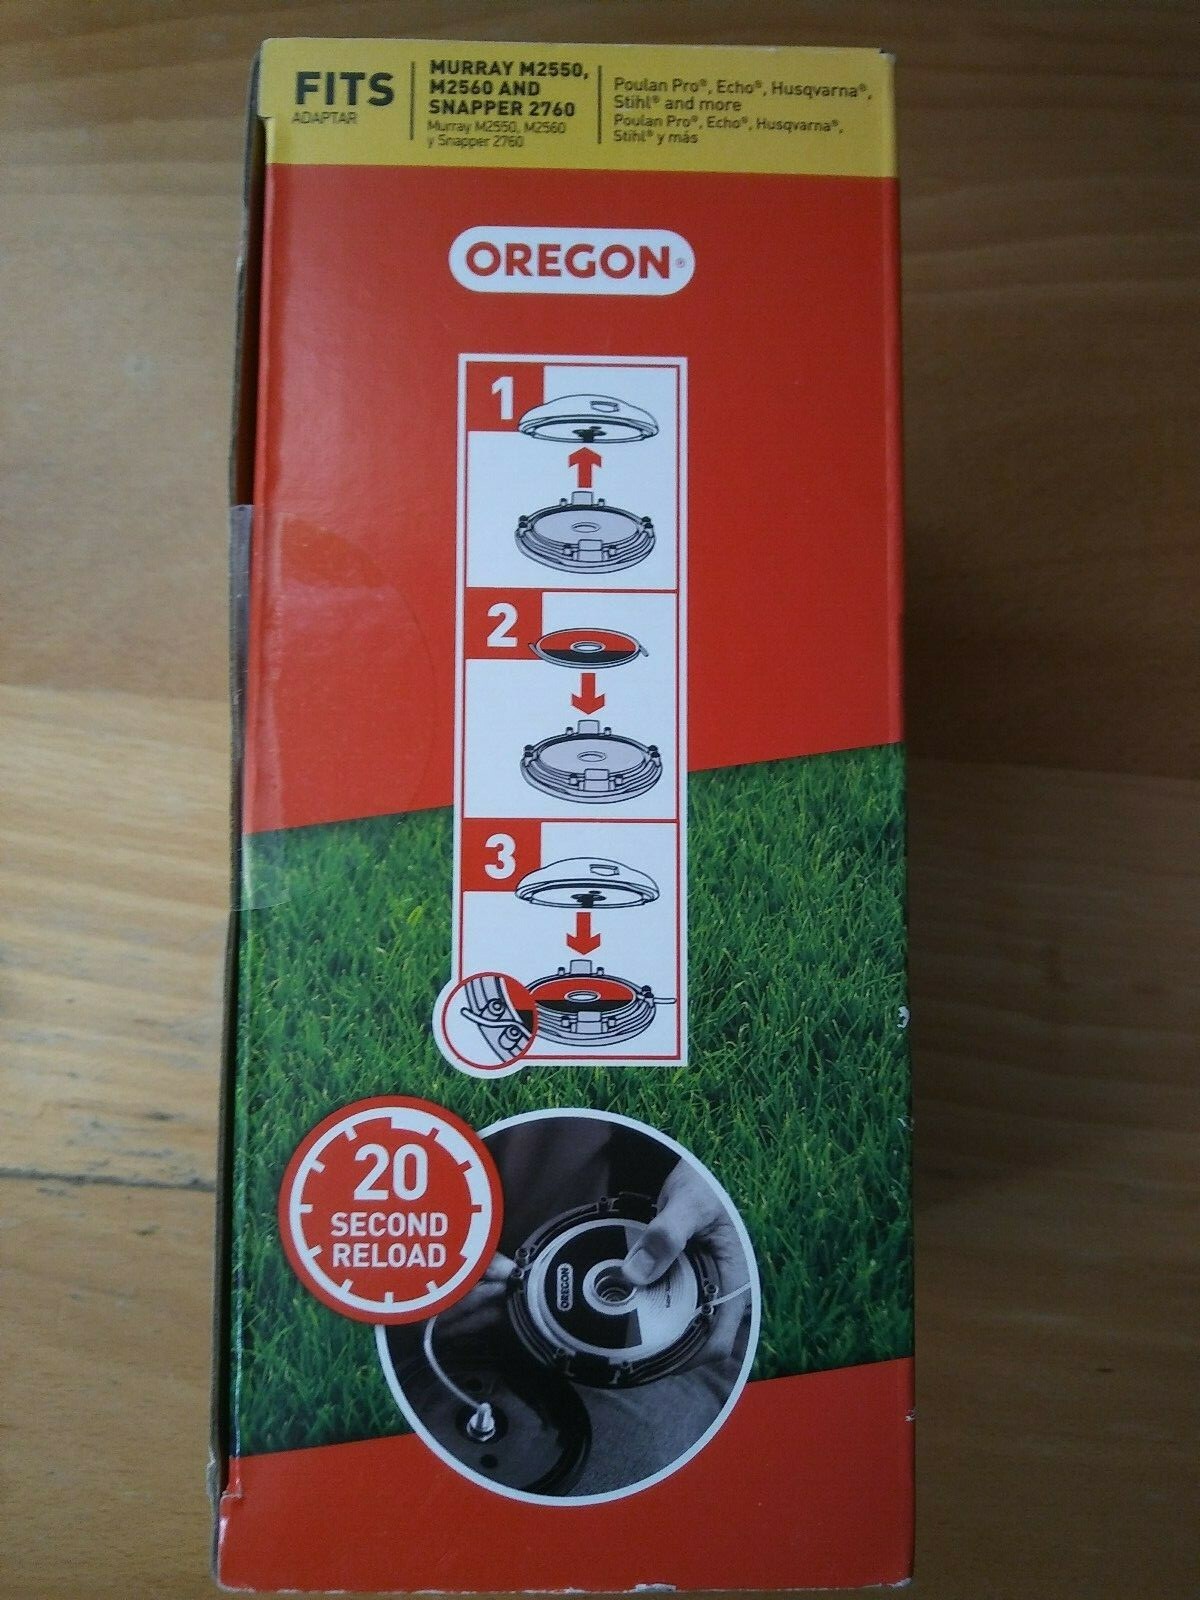 FITS
ADAPTAR
MURRAY M2550,
M2560 AND
SNAPPER 2760
Murray M2550, M2560
y Snapper 2760
Poulan Pro®, Echo®, Husqvarna®,
Stihl® and more
Poulan Pro®, Echo®, Husqvarna®,
Stihl® y más
OREGON®
1
2
3
20
SECOND
RELOAD
OREGON